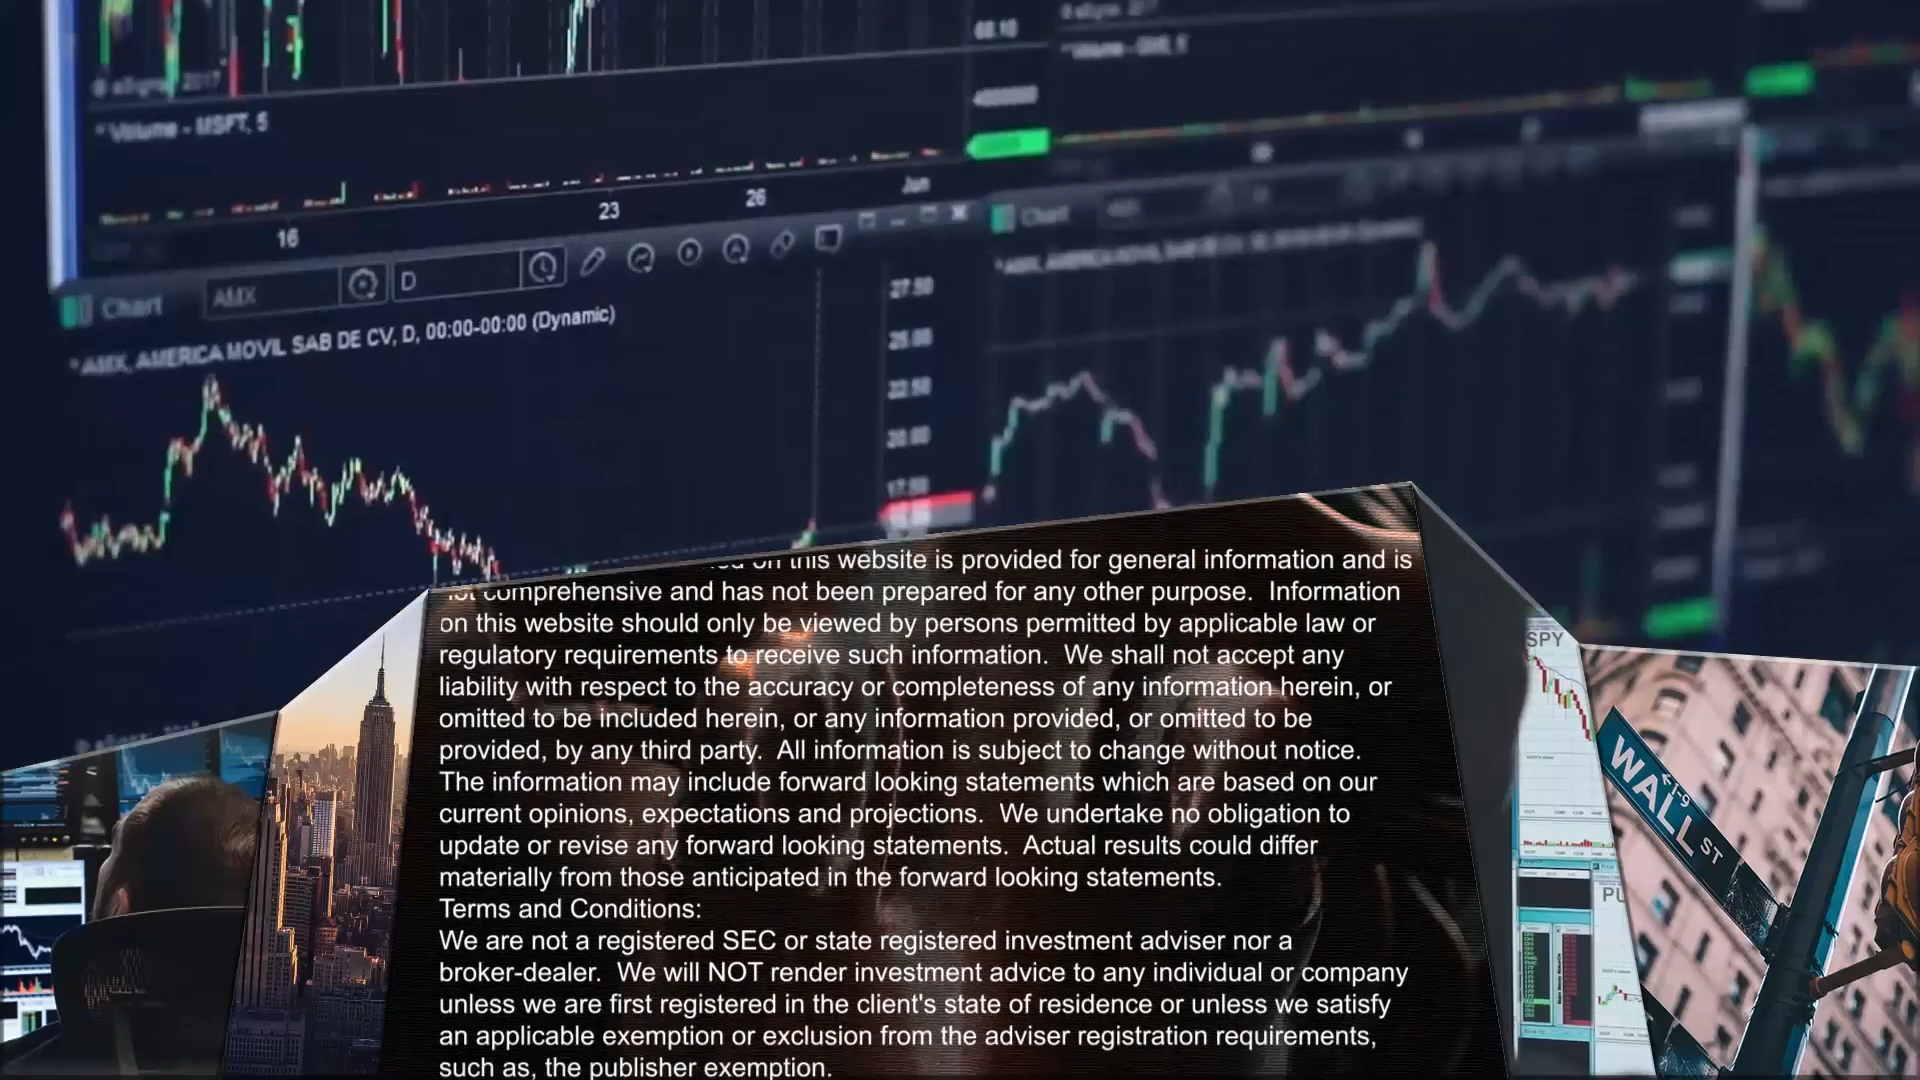 68.10
* Volume - MSFT, 5
16
23
26
Jun
Chart
AMX
D
* AMX, AMERICA MOVIL SAB DE CV, D, 00:00-00:00 (Dynamic)
27.50
25.00
22.50
20.00
17.50
Chart
on this website is provided for general information and is
comprehensive and has not been prepared for any other purpose.  Information
on this website should only be viewed by persons permitted by applicable law or
regulatory requirements to receive such information.  We shall not accept any
liability with respect to the accuracy or completeness of any information herein, or
omitted to be included herein, or any information provided, or omitted to be
provided, by any third party.  All information is subject to change without notice.
The information may include forward looking statements which are based on our
current opinions, expectations and projections.  We undertake no obligation to
update or revise any forward looking statements.  Actual results could differ
materially from those anticipated in the forward looking statements.
Terms and Conditions:
We are not a registered SEC or state registered investment adviser nor a
broker-dealer.  We will NOT render investment advice to any individual or company
unless we are first registered in the client's state of residence or unless we satisfy
an applicable exemption or exclusion from the adviser registration requirements,
such as, the publisher exemption.
SPY
PU
WALL ST